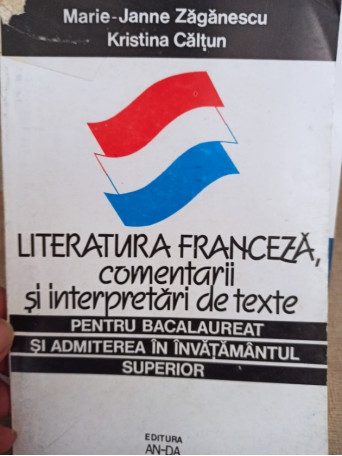 Marie-Janne Zăgănescu
Kristina Călțun
LITERATURA FRANCEZĂ,
comentarii
și interpretări de texte
PENTRU BACALAUREAT
ȘI ADMITEREA ÎN ÎNVĂȚĂMÂNTUL
SUPERIOR
EDITURA
AN-DA